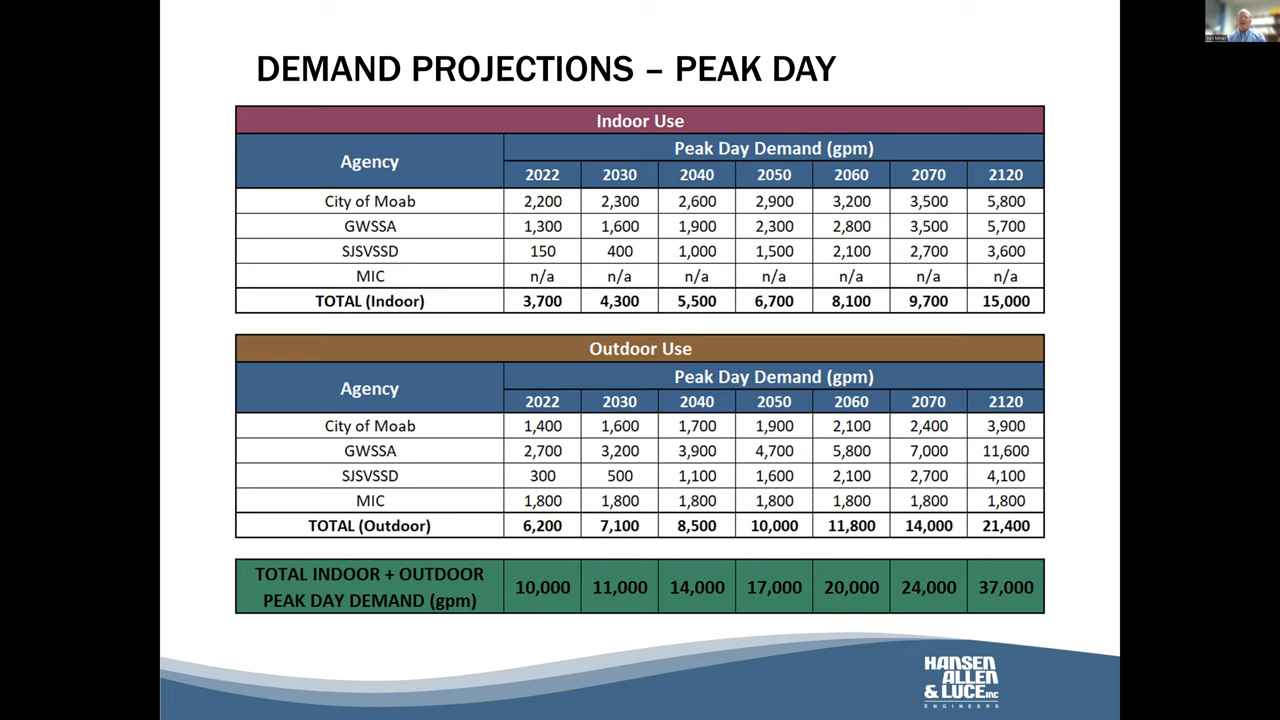 DEMAND PROJECTIONS – PEAK DAY
Indoor Use
Agency
Peak Day Demand (gpm)
2022 2030 2040 2050 2060 2070 2120
City of Moab 2,200 2,300 2,600 2,900 3,200 3,500 5,800
GWSSA 1,300 1,600 1,900 2,300 2,800 3,500 5,700
SJSVSSD 150 400 1,000 1,500 2,100 2,700 3,600
MIC n/a n/a n/a n/a n/a n/a n/a
TOTAL (Indoor) 3,700 4,300 5,500 6,700 8,100 9,700 15,000
Outdoor Use
Agency
Peak Day Demand (gpm)
2022 2030 2040 2050 2060 2070 2120
City of Moab 1,400 1,600 1,700 1,900 2,100 2,400 3,900
GWSSA 2,700 3,200 3,900 4,700 5,800 7,000 11,600
SJSVSSD 300 500 1,100 1,600 2,100 2,700 4,100
MIC 1,800 1,800 1,800 1,800 1,800 1,800 1,800
TOTAL (Outdoor) 6,200 7,100 8,500 10,000 11,800 14,000 21,400
TOTAL INDOOR + OUTDOOR
PEAK DAY DEMAND (gpm)
10,000 11,000 14,000 17,000 20,000 24,000 37,000
HANSEN
ALLEN
& LUCE INC
ENGINEERS